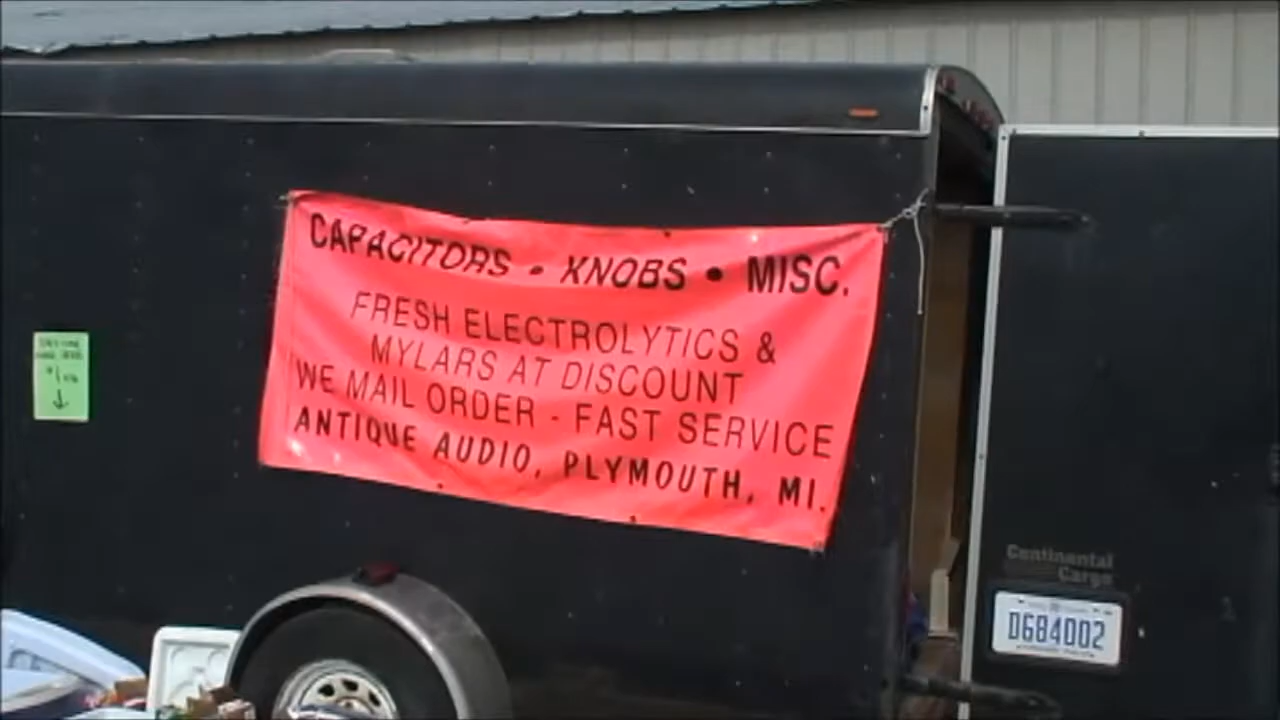 CAPACITORS • KNOBS • MISC.
FRESH ELECTROLYTICS &
MYLARS AT DISCOUNT
WE MAIL ORDER - FAST SERVICE
ANTIQUE AUDIO, PLYMOUTH, MI.
Continental
Cargo
D684002